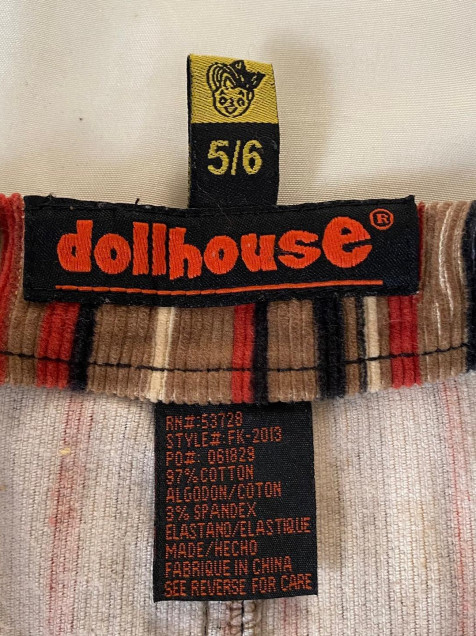 5/6
dollhouse®
RN#:53728
STYLE#:FK-2013
PO#: 061829
97% COTTON
ALGODON/COTON
3% SPANDEX
ELASTANO/ELASTIQUE
MADE/HECHO
FABRIQUE IN CHINA
SEE REVERSE FOR CARE